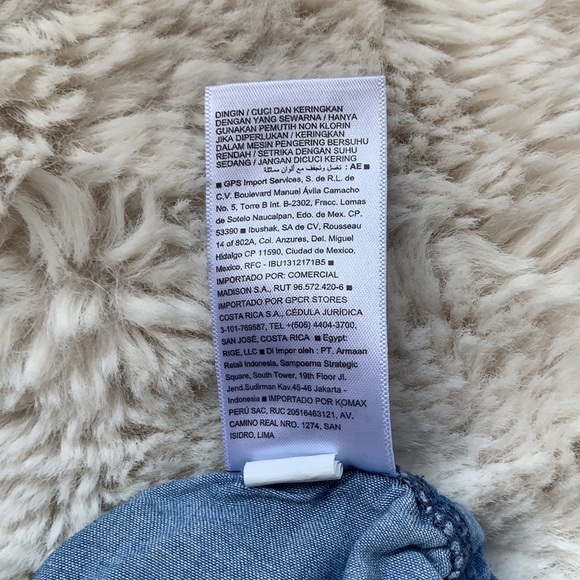 DINGIN / CUCI DAN KERINGKAN
DENGAN YANG SEWARNA / HANYA
GUNAKAN PEMUTIH NON KLORIN
JIKA DIPERLUKAN / KERINGKAN
DALAM MESIN PENGERING BERSUHU
RENDAH / SETRIKA DENGAN SUHU
SEDANG / JANGAN DICUCI KERING
■ AE : تغسل وتجفف مع ألوان مماثلة
■ GPS Import Services, S. de R.L. de
C.V. Boulevard Manuel Ávila Camacho
No. 5, Torre B Int. B-2302, Fracc. Lomas
de Sotelo Naucalpan, Edo. de Mex. CP.
53390 ■ Ibushak, SA de CV, Rousseau
14 of 802A, Col. Anzures, Del. Miguel
Hidalgo CP 11590, Ciudad de Mexico,
Mexico, RFC - IBU1312171B5 ■
IMPORTADO POR: COMERCIAL
MADISON S.A., RUT 96.572.420-6 ■
IMPORTADO POR GPCR STORES
COSTA RICA S.A., CÉDULA JURÍDICA
3-101-769587, TEL +(506) 4404-3700,
SAN JOSÉ, COSTA RICA ■ Egypt:
RIGE, LLC ■ Di impor oleh : PT. Armaan
Retail Indonesia, Sampoerna Strategic
Square, South Tower, 19th Floor Jl.
Jend.Sudirman Kav.45-46 Jakarta -
Indonesia ■ IMPORTADO POR KOMAX
PERÚ SAC, RUC 20516463121, AV.
CAMINO REAL NRO. 1274, SAN
ISIDRO, LIMA